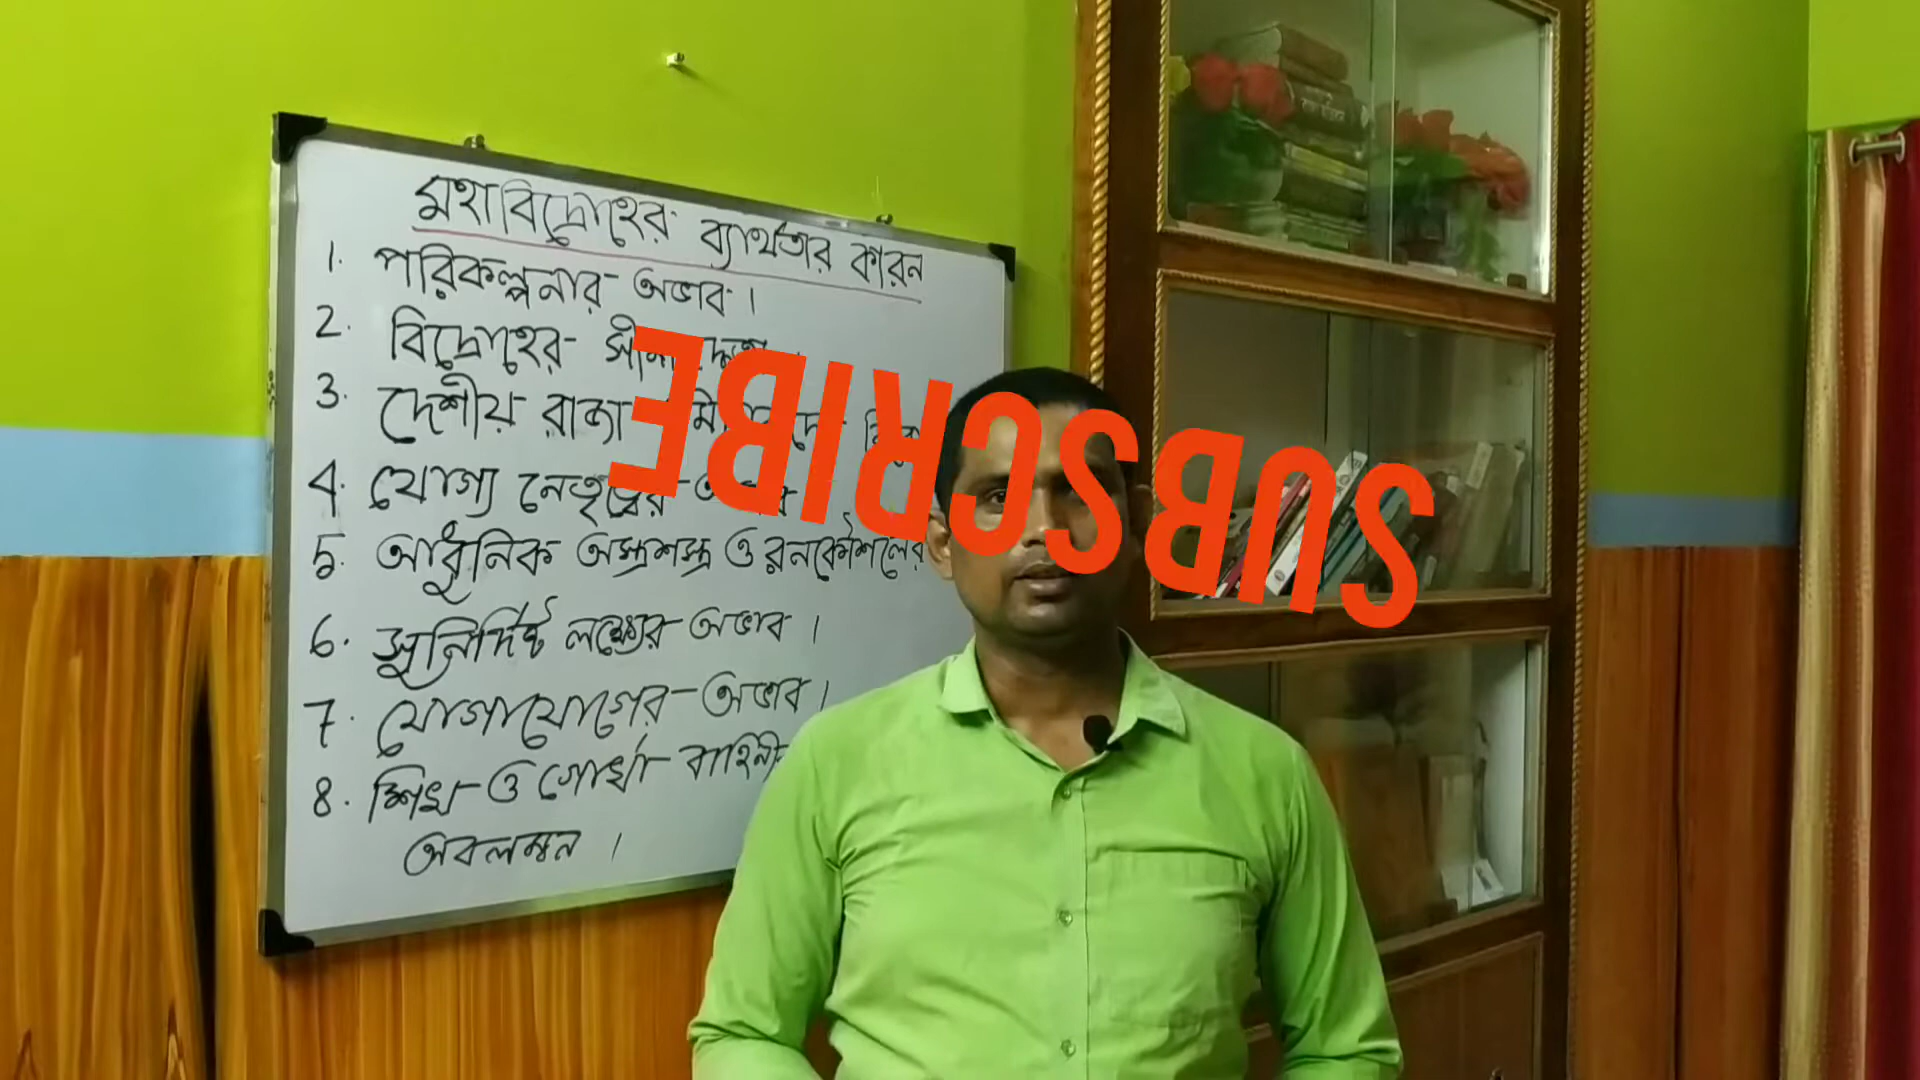 মহাবিদ্রোহের ব্যার্থতার কারন
1. পরিকল্পনার অভাব।
2. বিদ্রোহের
3. দেশীয় রাজা
4. যোগ্য নেতৃত্বের
5. আধুনিক অস্ত্রশস্ত্র ও রনকৌশলের
6. সুনির্দিষ্ট লক্ষ্যের অভাব।
7. যোগাযোগের অভাব।
8. শিখ ও গোর্খা বাহিনীর
অবলম্বন।
SUBSCRIBE